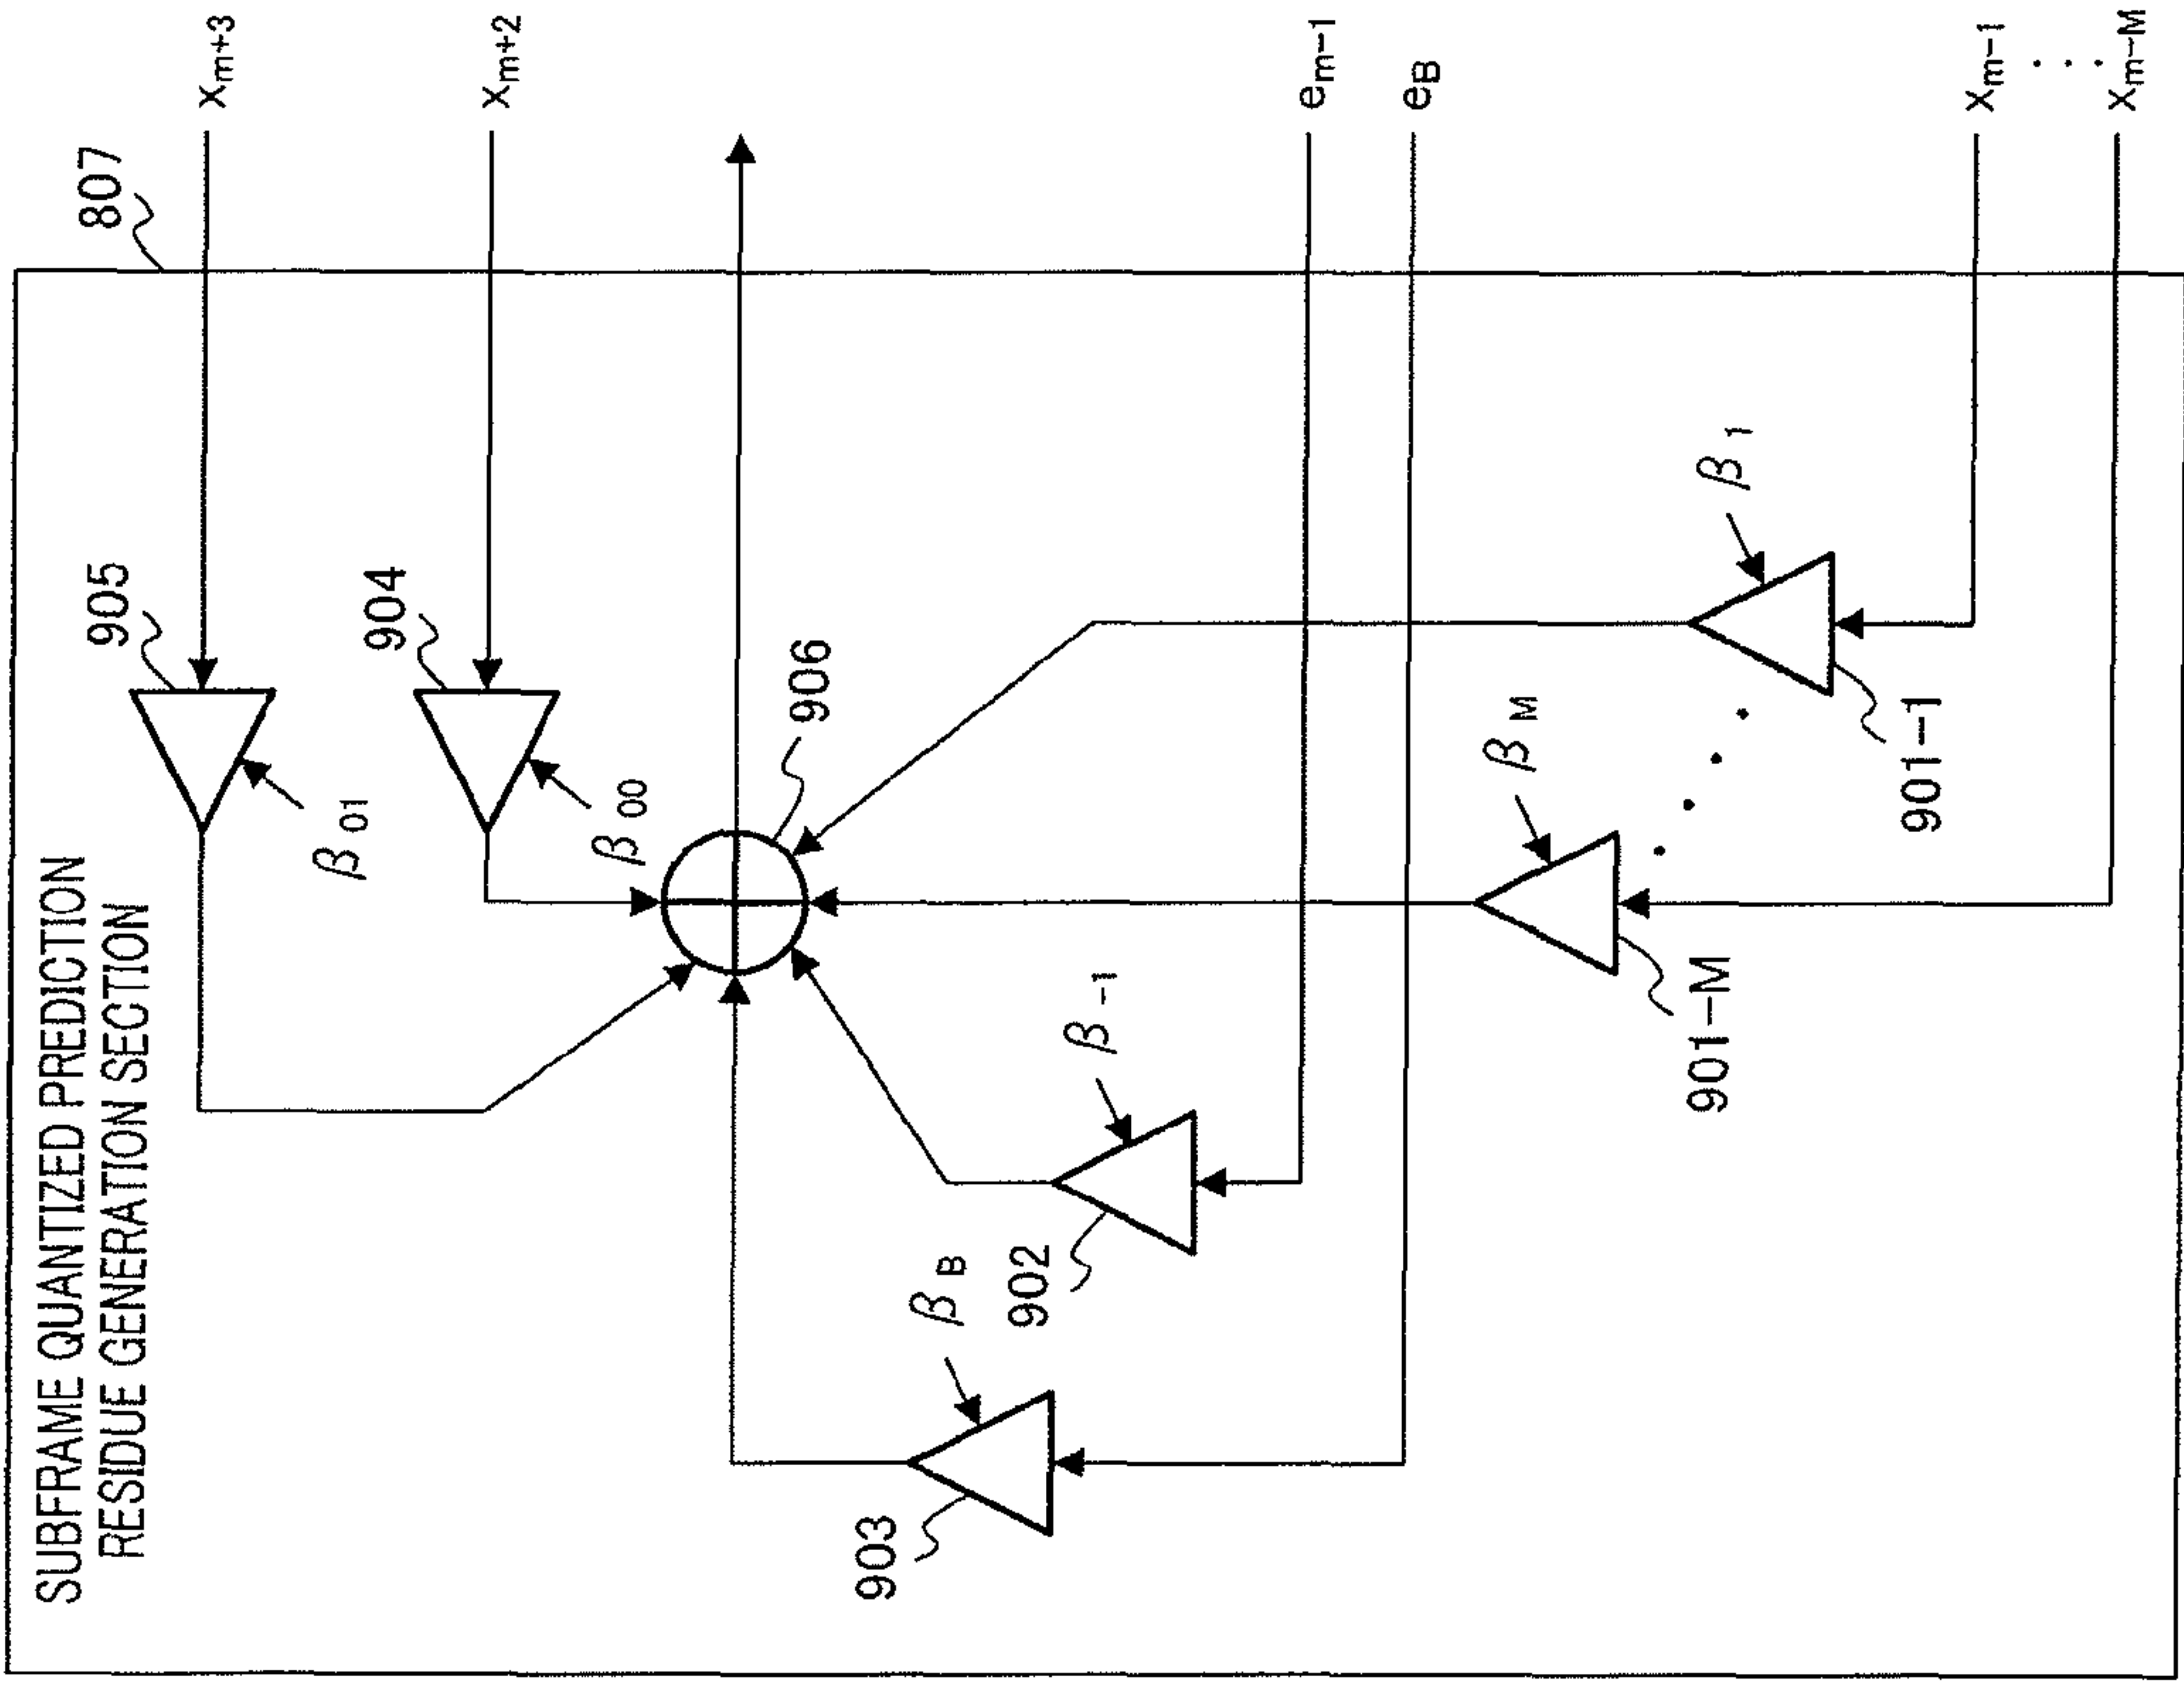 SUBFRAME QUANTIZED PREDICTION
RESIDUE GENERATION SECTION
807
x_{m+3}
905
β_{01}
x_{m+2}
904
β_{00}
906
903
β_B
902
β_{-1}
e_{m-1}
e_B
901-M
β_M
901-1
β_1
x_{m-1}
x_{m-M}